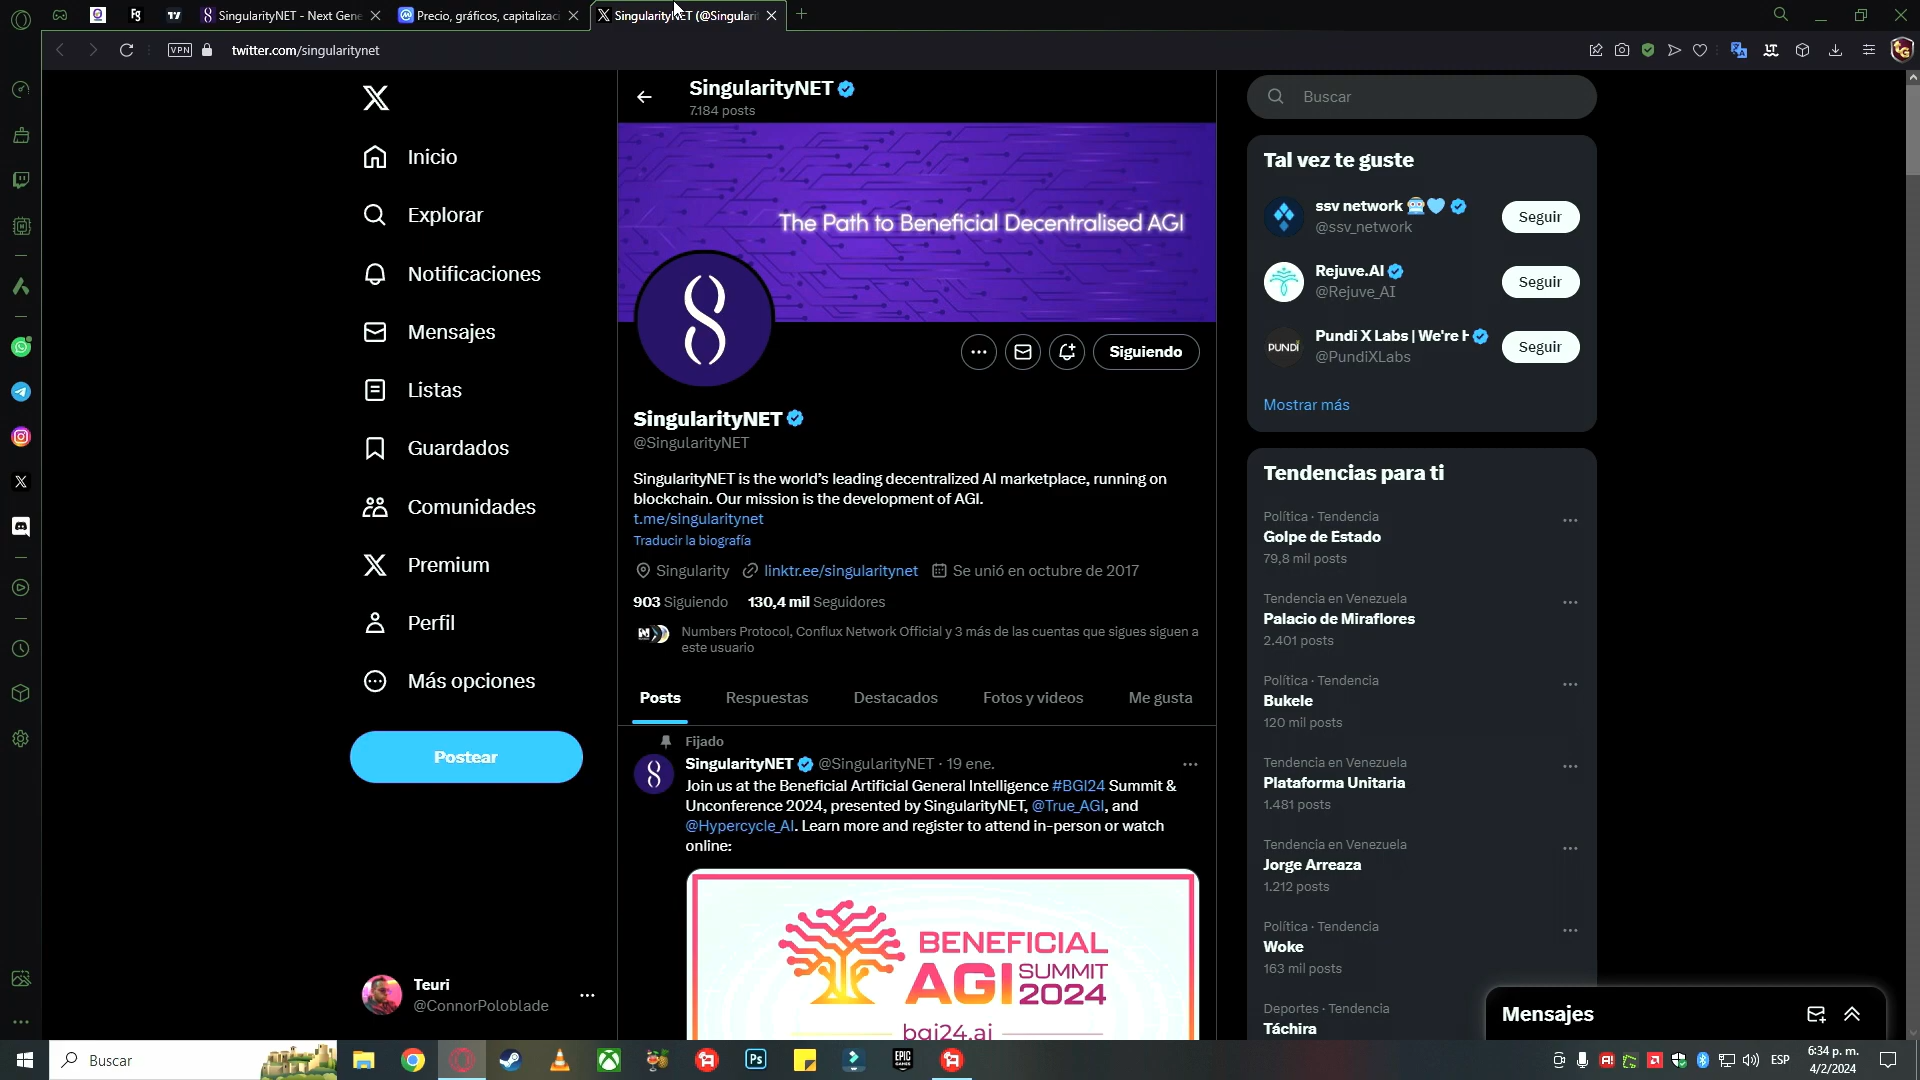 SingularityNET - Next Gene
Precio, gráficos, capitalizaci
SingularityNET (@Singularit
VPN
twitter.com/singularitynet
Inicio
Explorar
Notificaciones
Mensajes
Listas
Guardados
Comunidades
Premium
Perfil
Más opciones
Postear
Teuri
@ConnorPoloblade
SingularityNET
7.184 posts
The Path to Beneficial Decentralised AGI
Siguiendo
SingularityNET
@SingularityNET
SingularityNET is the world's leading decentralized AI marketplace, running on
blockchain. Our mission is the development of AGI.
t.me/singularitynet
Traducir la biografía
Singularity linktr.ee/singularitynet Se unió en octubre de 2017
903 Siguiendo 130,4 mil Seguidores
Numbers Protocol, Conflux Network Official y 3 más de las cuentas que sigues siguen a
este usuario
Posts Respuestas Destacados Fotos y videos Me gusta
Fijado
SingularityNET @SingularityNET · 19 ene.
Join us at the Beneficial Artificial General Intelligence #BGI24 Summit &
Unconference 2024, presented by SingularityNET, @True_AGI, and
@Hypercycle_AI. Learn more and register to attend in-person or watch
online:
BENEFICIAL
AGI SUMMIT
2024
bgi24.ai
Buscar
Tal vez te guste
ssv network
@ssv_network
Seguir
Rejuve.AI
@Rejuve_AI
Seguir
PUNDI
Pundi X Labs | We're H
@PundiXLabs
Seguir
Mostrar más
Tendencias para ti
Política · Tendencia
Golpe de Estado
79,8 mil posts
Tendencia en Venezuela
Palacio de Miraflores
2.401 posts
Política · Tendencia
Bukele
120 mil posts
Tendencia en Venezuela
Plataforma Unitaria
1.481 posts
Tendencia en Venezuela
Jorge Arreaza
1.212 posts
Política · Tendencia
Woke
163 mil posts
Deportes · Tendencia
Táchira
Mensajes
Buscar
Ps
EPIC
GAMES
ESP
6:34 p. m.
4/2/2024